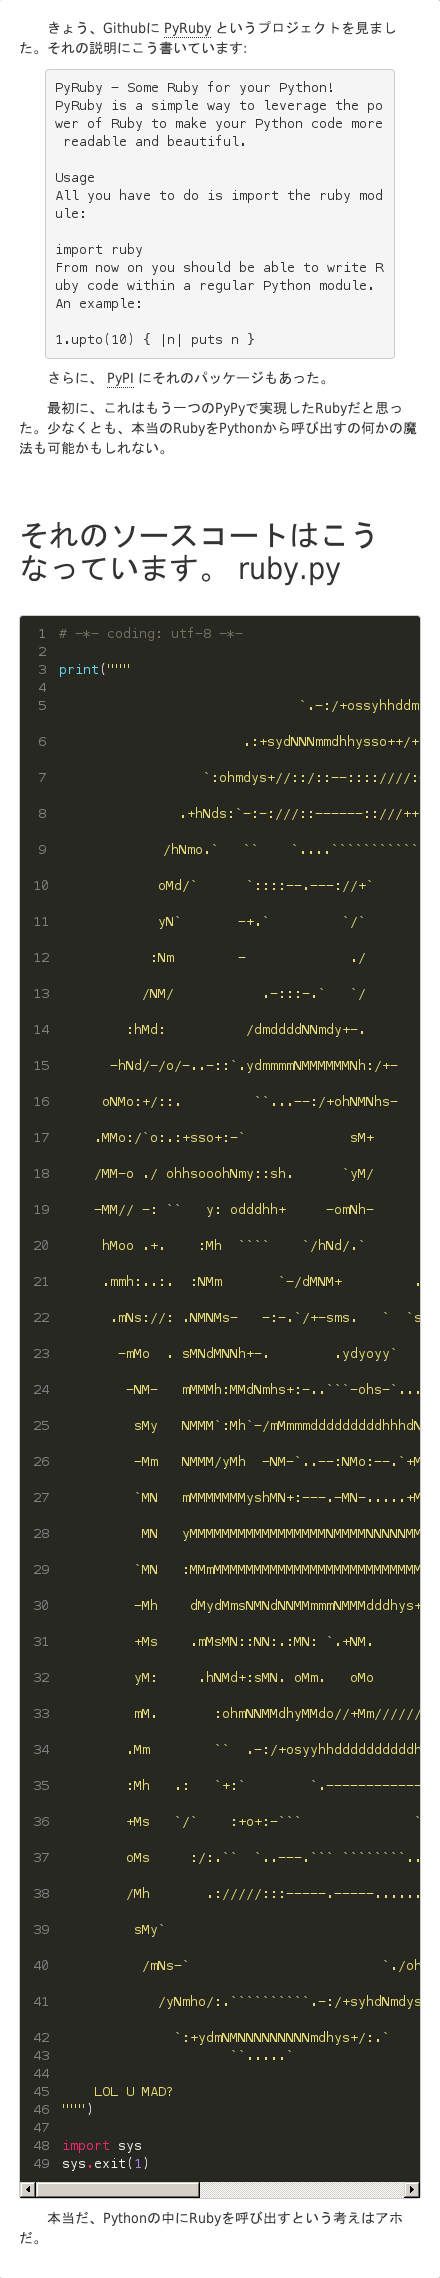 きょう、Githubに PyRuby というプロジェクトを見まし
た。それの説明にこう書いています:
PyRuby - Some Ruby for your Python!
PyRuby is a simple way to leverage the po
wer of Ruby to make your Python code more
 readable and beautiful.
Usage
All you have to do is import the ruby mod
ule:
import ruby
From now on you should be able to write R
uby code within a regular Python module.
An example:
1.upto(10) { |n| puts n }
さらに、 PyPI にそれのパッケージもあった。
最初に、これはもう一つのPyPyで実現したRubyだと思っ
た。少なくとも、本当のRubyをPythonから呼び出すの何かの魔
法も可能かもしれない。
それのソースコートはこう
なっています。 ruby.py
1 # -*- coding: utf-8 -*-
2
3 print("""
4
5 `.-:/+ossyhhddm
6 .:+sydNNNmmdhhysso++/+
7 `:ohmdys+//::/::--:::://///:
8 .+hNds:`-:-:///::------:://///++
9 /hNmo.` `` `....```````````
10 oMd/` `::::--.---://+`
11 yN` -+.` `/`
12 :Nm - ./
13 /NM/ .-:::-.` `/
14 :hMd: /dmddddNNmdy+-.
15 -hNd/-/o/-..-::`.ydmmmmNMMMMMMNh:/+-
16 oNMo:+/::. ``...--:/+ohNMNhs-
17 .MMo:/`o:.:+sso+:-` sM+
18 /MM-o ./ ohhsooohNmy::sh. `yM/
19 -MM// -: `` y: odddhh+ -omNh-
20 hMoo .+. :Mh ```` `/hNd/.`
21 .mmh:..:. :NMm `-/dMNM+ .
22 .mNs://: .NMNMs- -:-.`/+-sms. ` `s
23 -mMo . sMNdMNNh+-. .ydyoyy`
24 -NM- mMMMh:MMdNmhs+:-..```-ohs-`...
25 sMy NMMM`:Mh`-/mMmmmdddddddddhhhdN
26 -Mm NMMM/yMh -NM-`..--:NMo:--.`+M
27 `MN mMMMMMMMyshMN+:---.-MN-.....+M
28 MN yMMMMMMMMMMMMMMMMMNMMMMNNNNNMM
29 `MN :MMmMMMMMMMMMMMMMMMMMMMMMMMMMM
30 -Mh dMydMmsNMNdNNMMmmmNMMMdddhys+
31 +Ms .mMsMN::NN:.:MN: `.+NM.
32 yM: .hNMd+:sMN. oMm. oMo
33 mM. :ohmNNMMdhyMMdo//+Mm//////
34 .Mm `` .-:/+osyyhhddddddddddh
35 :Mh .: `+:` `.------------
36 +Ms `/` :+o+:-``` `
37 oMs :/:.`` `..---.``` ````````..
38 /Mh .://///:::-----.-----.......
39 sMy`
40 /mNs-` `./oh
41 /yNmho/:.``````````.-:/+syhdNmdys
42 `:+ydmNMNNNNNNNNNmdhys+/:.`
43 ``.....`
44
45 LOL U MAD?
46 """)
47
48 import sys
49 sys.exit(1)
本当だ、Pythonの中にRubyを呼び出すという考えはアホ
だ。